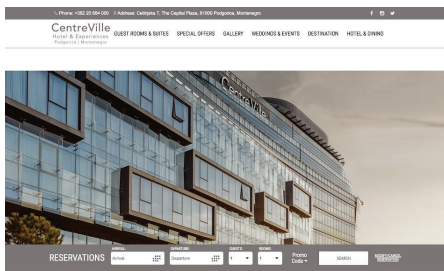 Phone: +382 20 684 000 Address: Cetinjska 7, The Capital Plaza, 81000 Podgorica, Montenegro
CentreVille
Hotel & Experiences
Podgorica | Montenegro
GUEST ROOMS & SUITES SPECIAL OFFERS GALLERY WEDDINGS & EVENTS DESTINATION HOTEL & DINING
CentreVille
RESERVATIONS
ARRIVAL: DEPARTURE: GUESTS: ROOMS:
Arrival Departure 1 1 Promo Code SEARCH